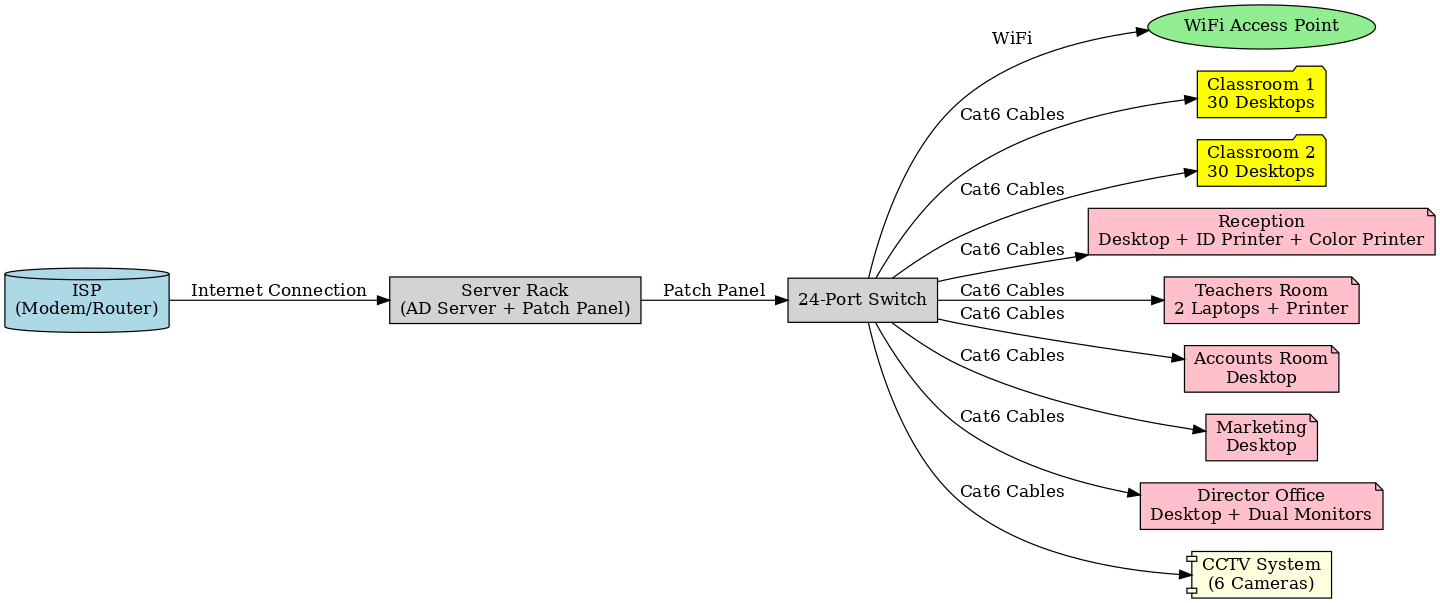 ISP
(Modem/Router)
Internet Connection
Server Rack
(AD Server + Patch Panel)
Patch Panel
24-Port Switch
WiFi
WiFi Access Point
Cat6 Cables
Classroom 1
30 Desktops
Cat6 Cables
Classroom 2
30 Desktops
Cat6 Cables
Reception
Desktop + ID Printer + Color Printer
Cat6 Cables
Teachers Room
2 Laptops + Printer
Cat6 Cables
Accounts Room
Desktop
Cat6 Cables
Marketing
Desktop
Cat6 Cables
Director Office
Desktop + Dual Monitors
Cat6 Cables
CCTV System
(6 Cameras)